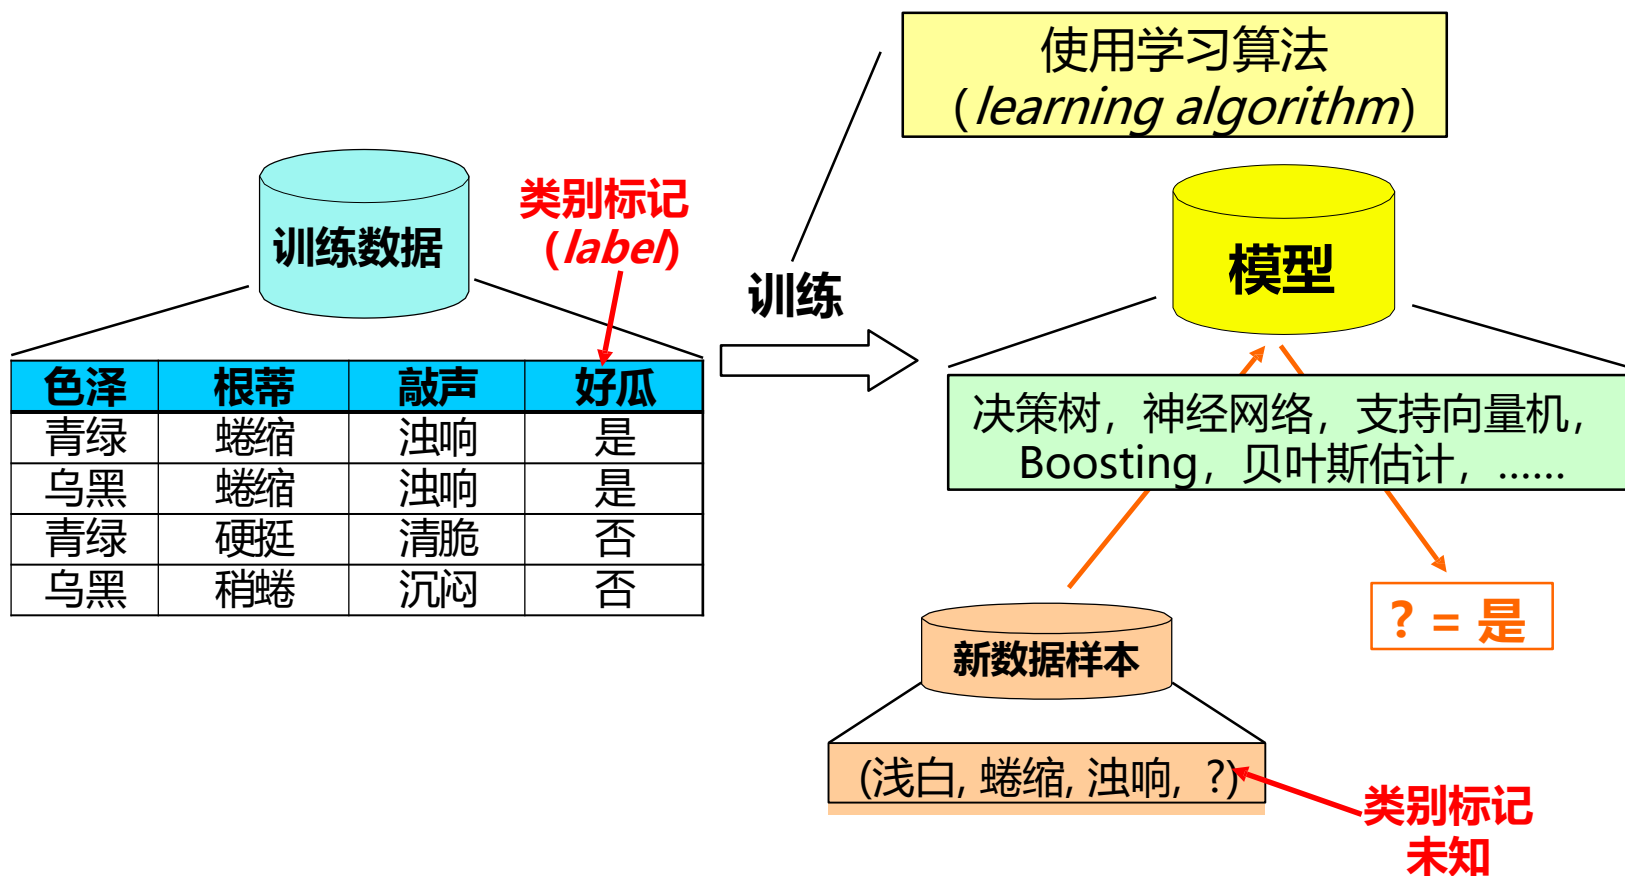 使用学习算法
(learning algorithm)
训练数据
类别标记
(label)
训练
模型
色泽 根蒂 敲声 好瓜
青绿 蜷缩 浊响 是
乌黑 蜷缩 浊响 是
青绿 硬挺 清脆 否
乌黑 稍蜷 沉闷 否
决策树，神经网络，支持向量机，
Boosting，贝叶斯估计，……
? = 是
新数据样本
(浅白, 蜷缩, 浊响, ?)
类别标记
未知